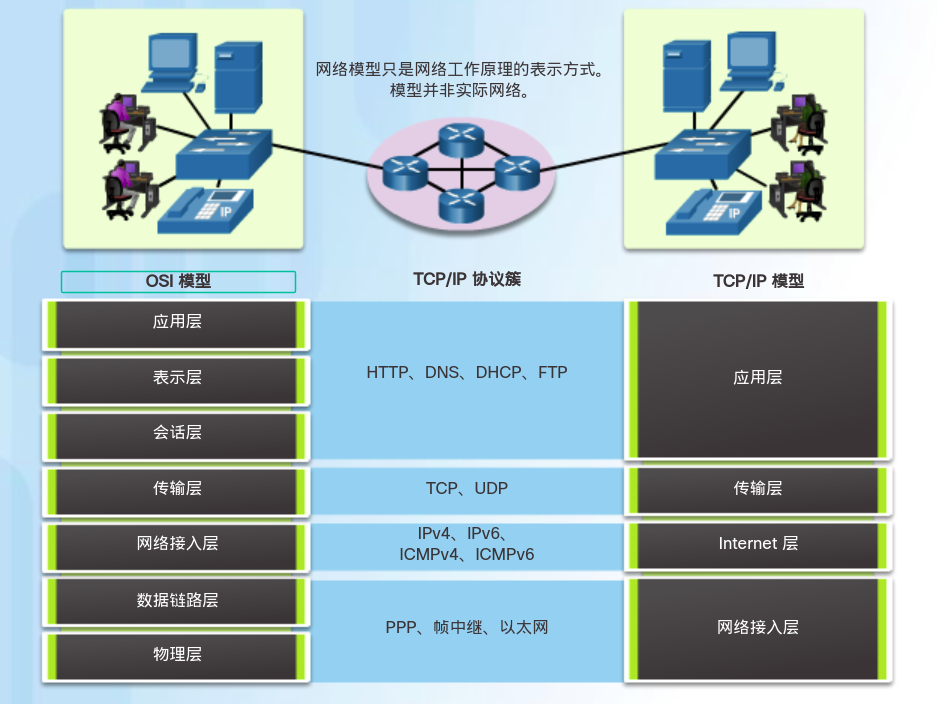 网络模型只是网络工作原理的表示方式。
模型并非实际网络。
IP
IP
OSI 模型
TCP/IP 协议簇
TCP/IP 模型
应用层
表示层
会话层
传输层
网络接入层
数据链路层
物理层
HTTP、DNS、DHCP、FTP
TCP、UDP
IPv4、IPv6、
ICMPv4、ICMPv6
PPP、帧中继、以太网
应用层
传输层
Internet 层
网络接入层